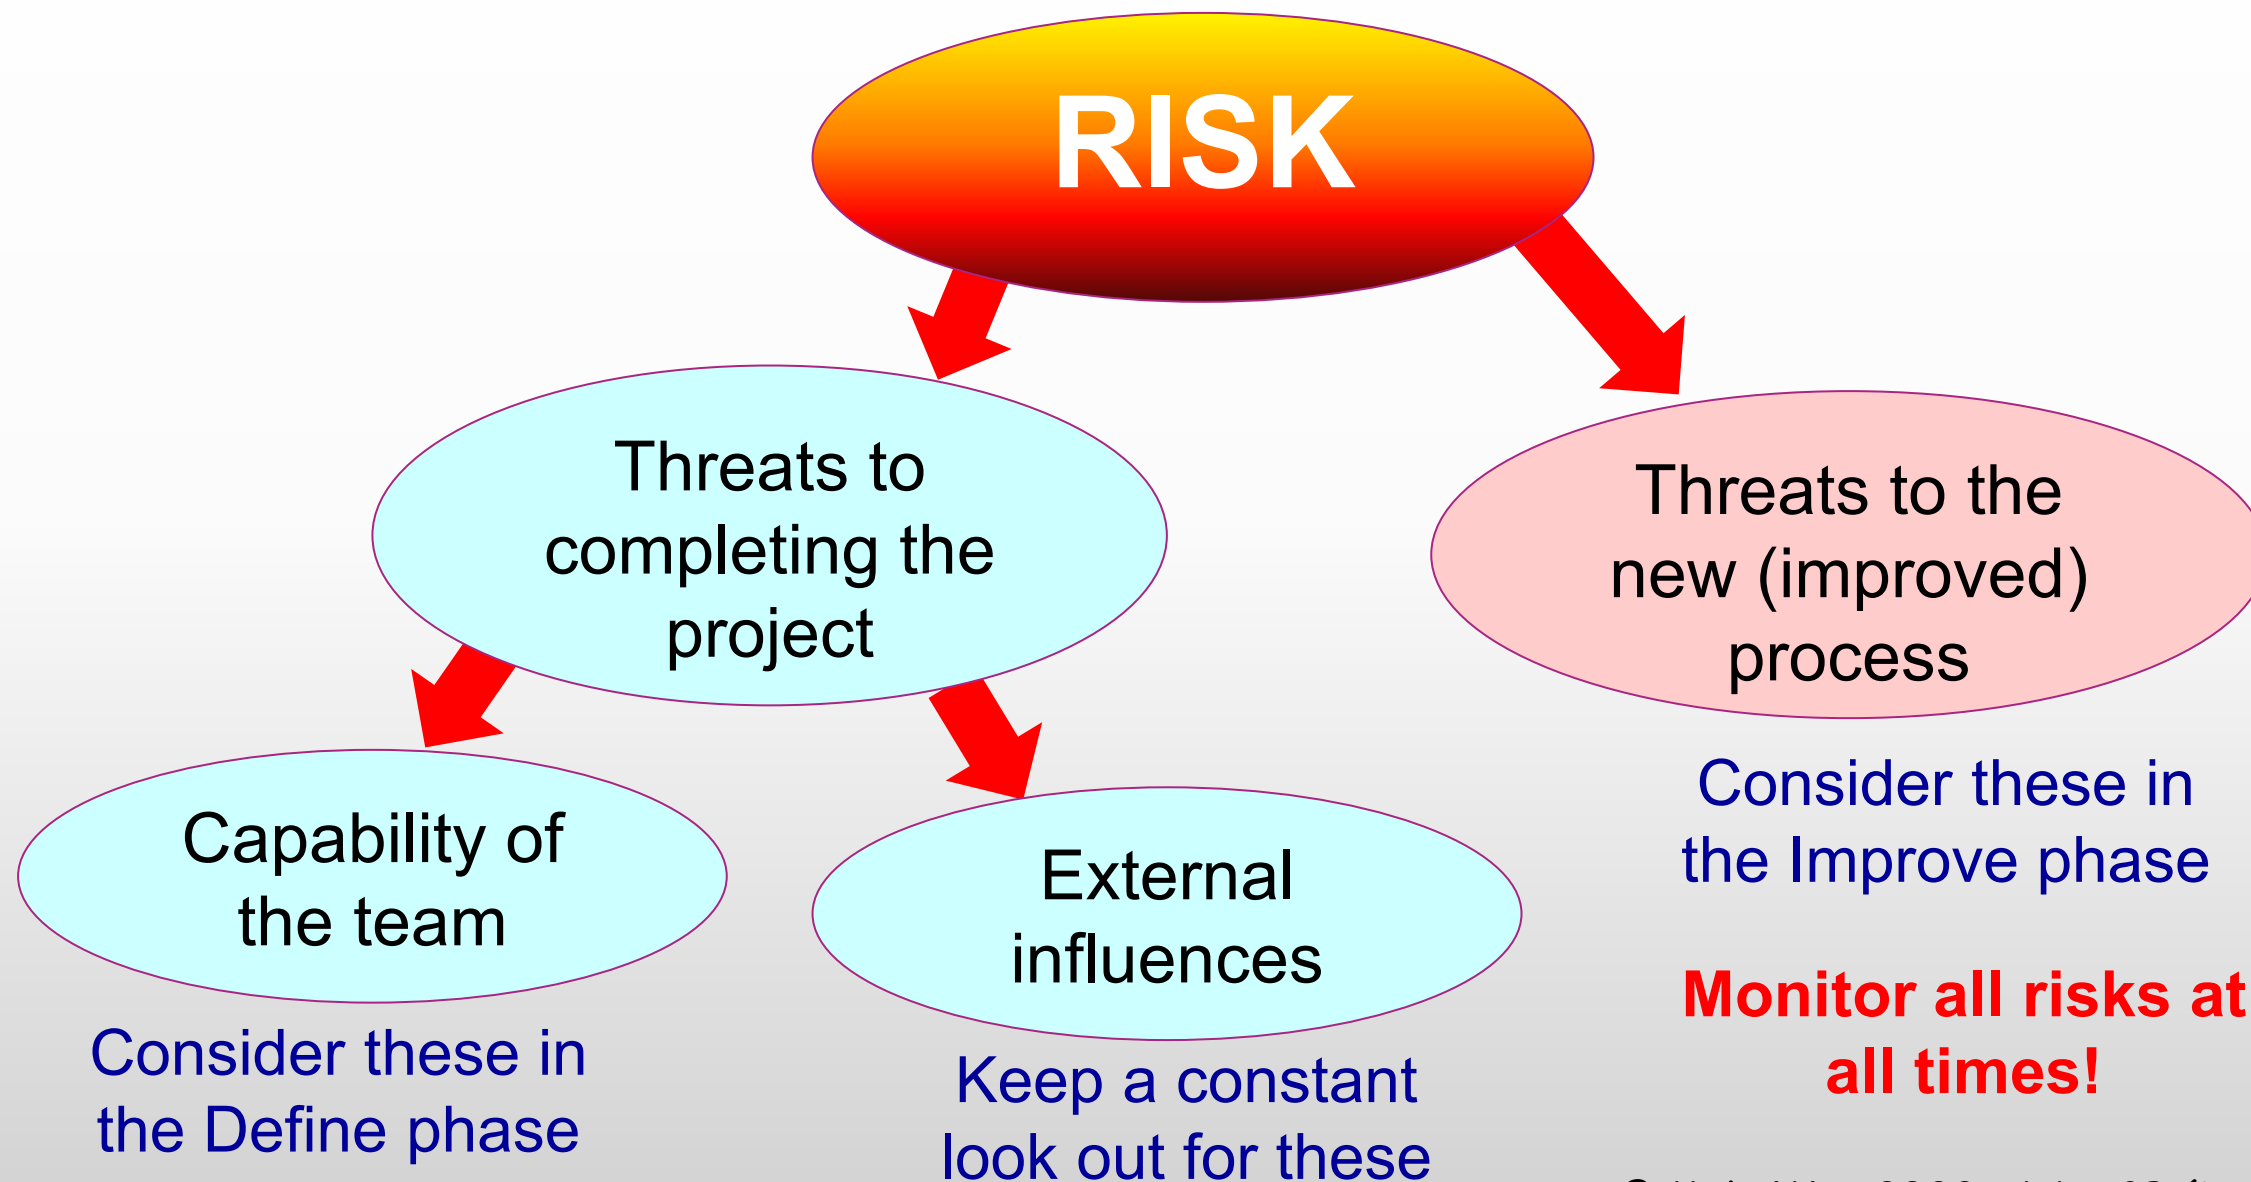 RISK
Threats to
completing the
project
Threats to the
new (improved)
process
Capability of
the team
External
influences
Consider these in
the Improve phase
Monitor all risks at
all times!
Consider these in
the Define phase
Keep a constant
look out for these